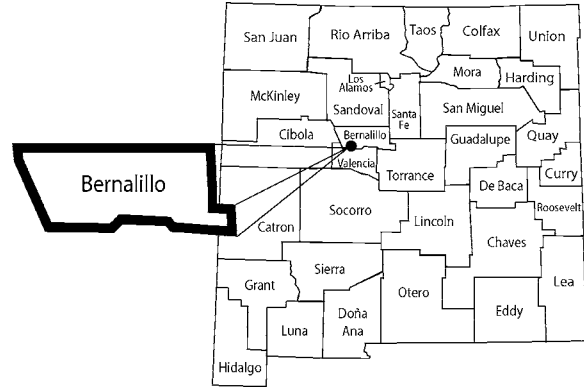 San Juan
Rio Arriba
Taos
Colfax
Union
Los
Alamos
Mora
Harding
McKinley
Sandoval
Santa
Fe
San Miguel
Cibola
Bernalillo
Guadalupe
Quay
Valencia
Torrance
Curry
De Baca
Bernalillo
Socorro
Roosevelt
Catron
Lincoln
Chaves
Sierra
Grant
Otero
Lea
Eddy
Luna
Doña
Ana
Hidalgo